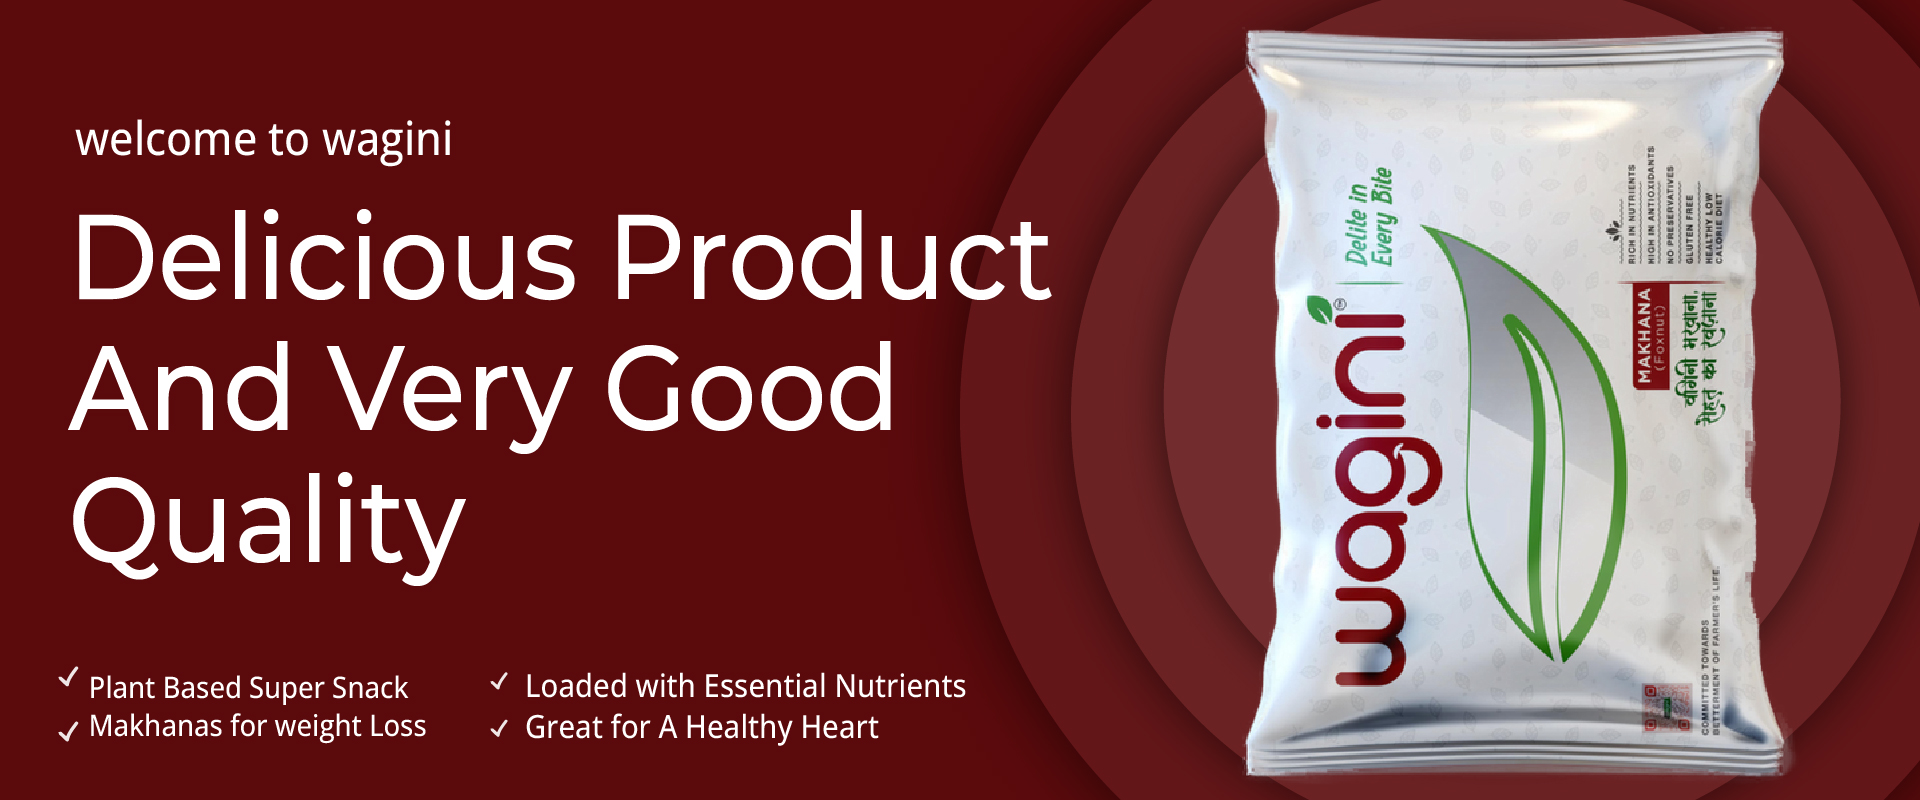 welcome to wagini
Delicious Product
And Very Good
Quality
Plant Based Super Snack
Makhanas for weight Loss
Loaded with Essential Nutrients
Great for A Healthy Heart
wagini
TM
Delite in
Every Bite
RICH IN NUTRIENTS
HIGH IN ANTIOXIDANTS
NO PRESERVATIVES
GLUTEN FREE
HEALTHY LOW
CALORIE DIET
MAKHANA
(Foxnut)
वागिनी मखाना,
सेहत का खज़ाना
COMMITTED TOWARDS
BETTERMENT OF FARMER'S LIFE.